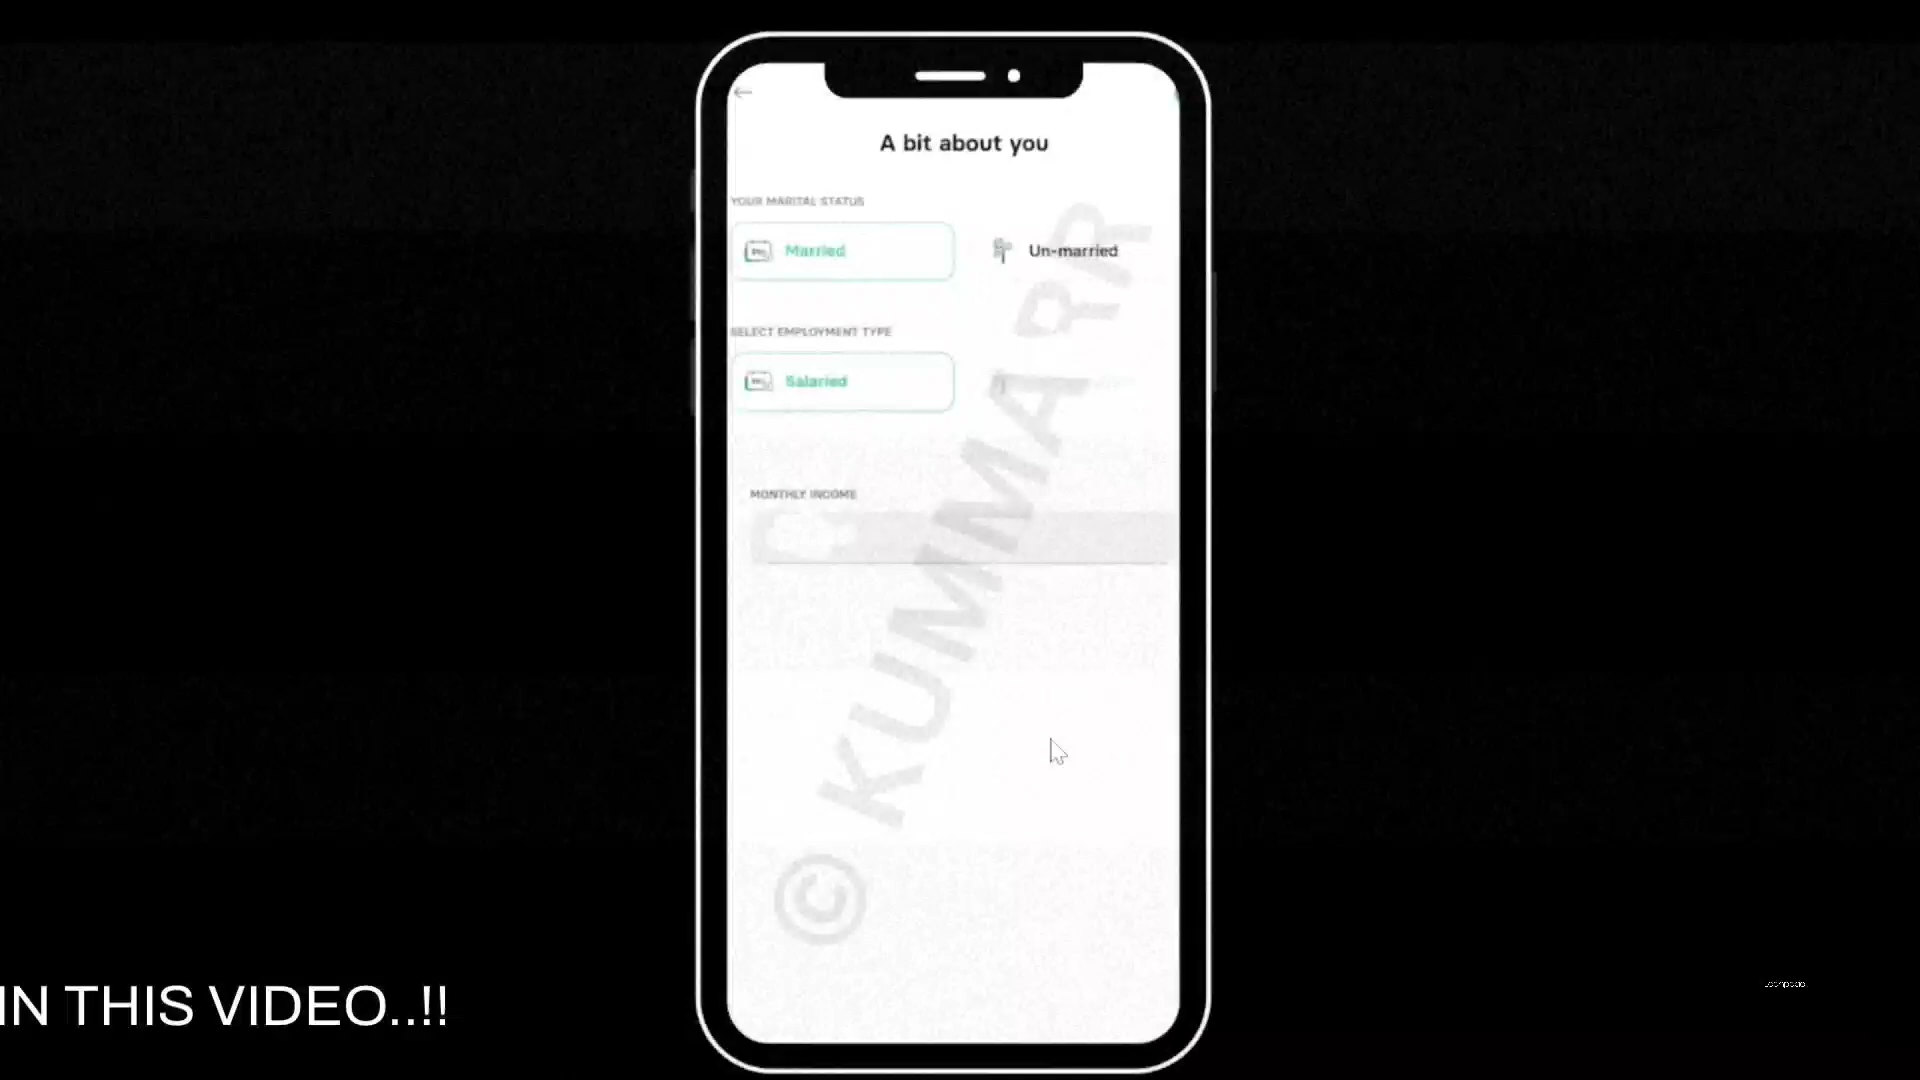 A bit about you
YOUR MARITAL STATUS
Married
Un-married
SELECT EMPLOYMENT TYPE
Salaried
MONTHLY INCOME
© KUMMARR
IN THIS VIDEO..!!